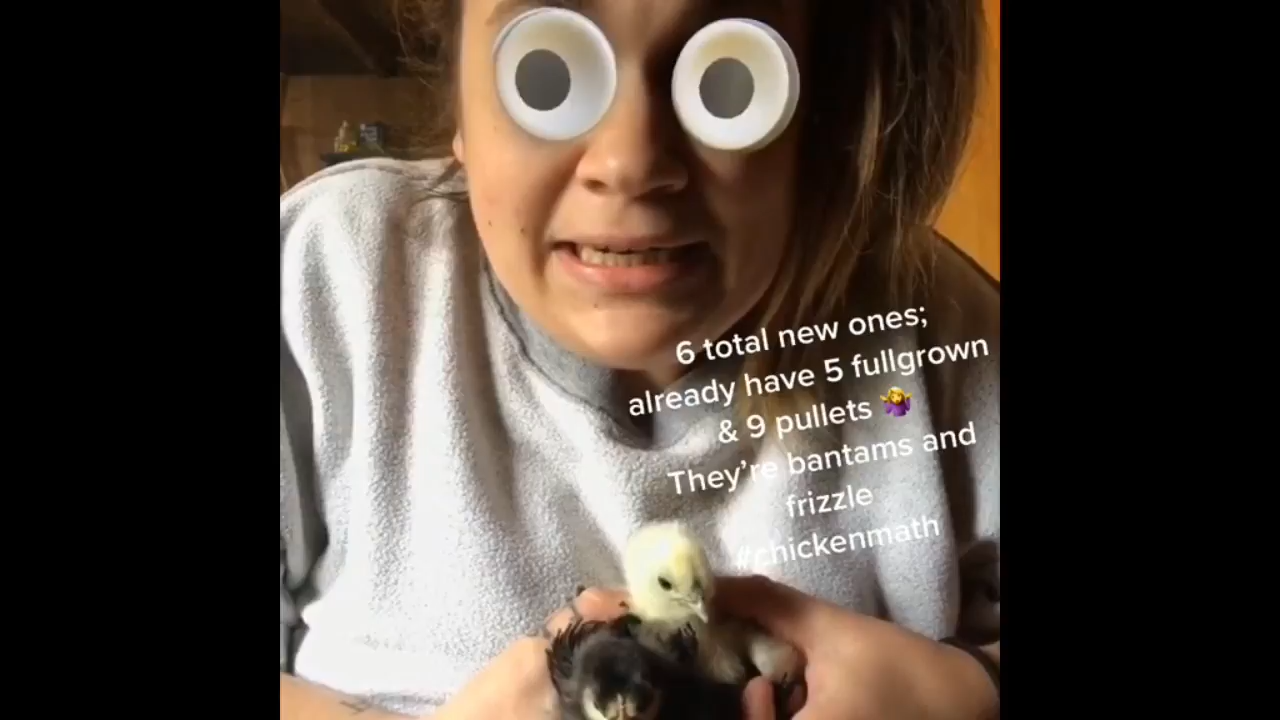 6 total new ones;
already have 5 fullgrown
& 9 pullets 🤷‍♀️
They’re bantams and
frizzle
#chickenmath